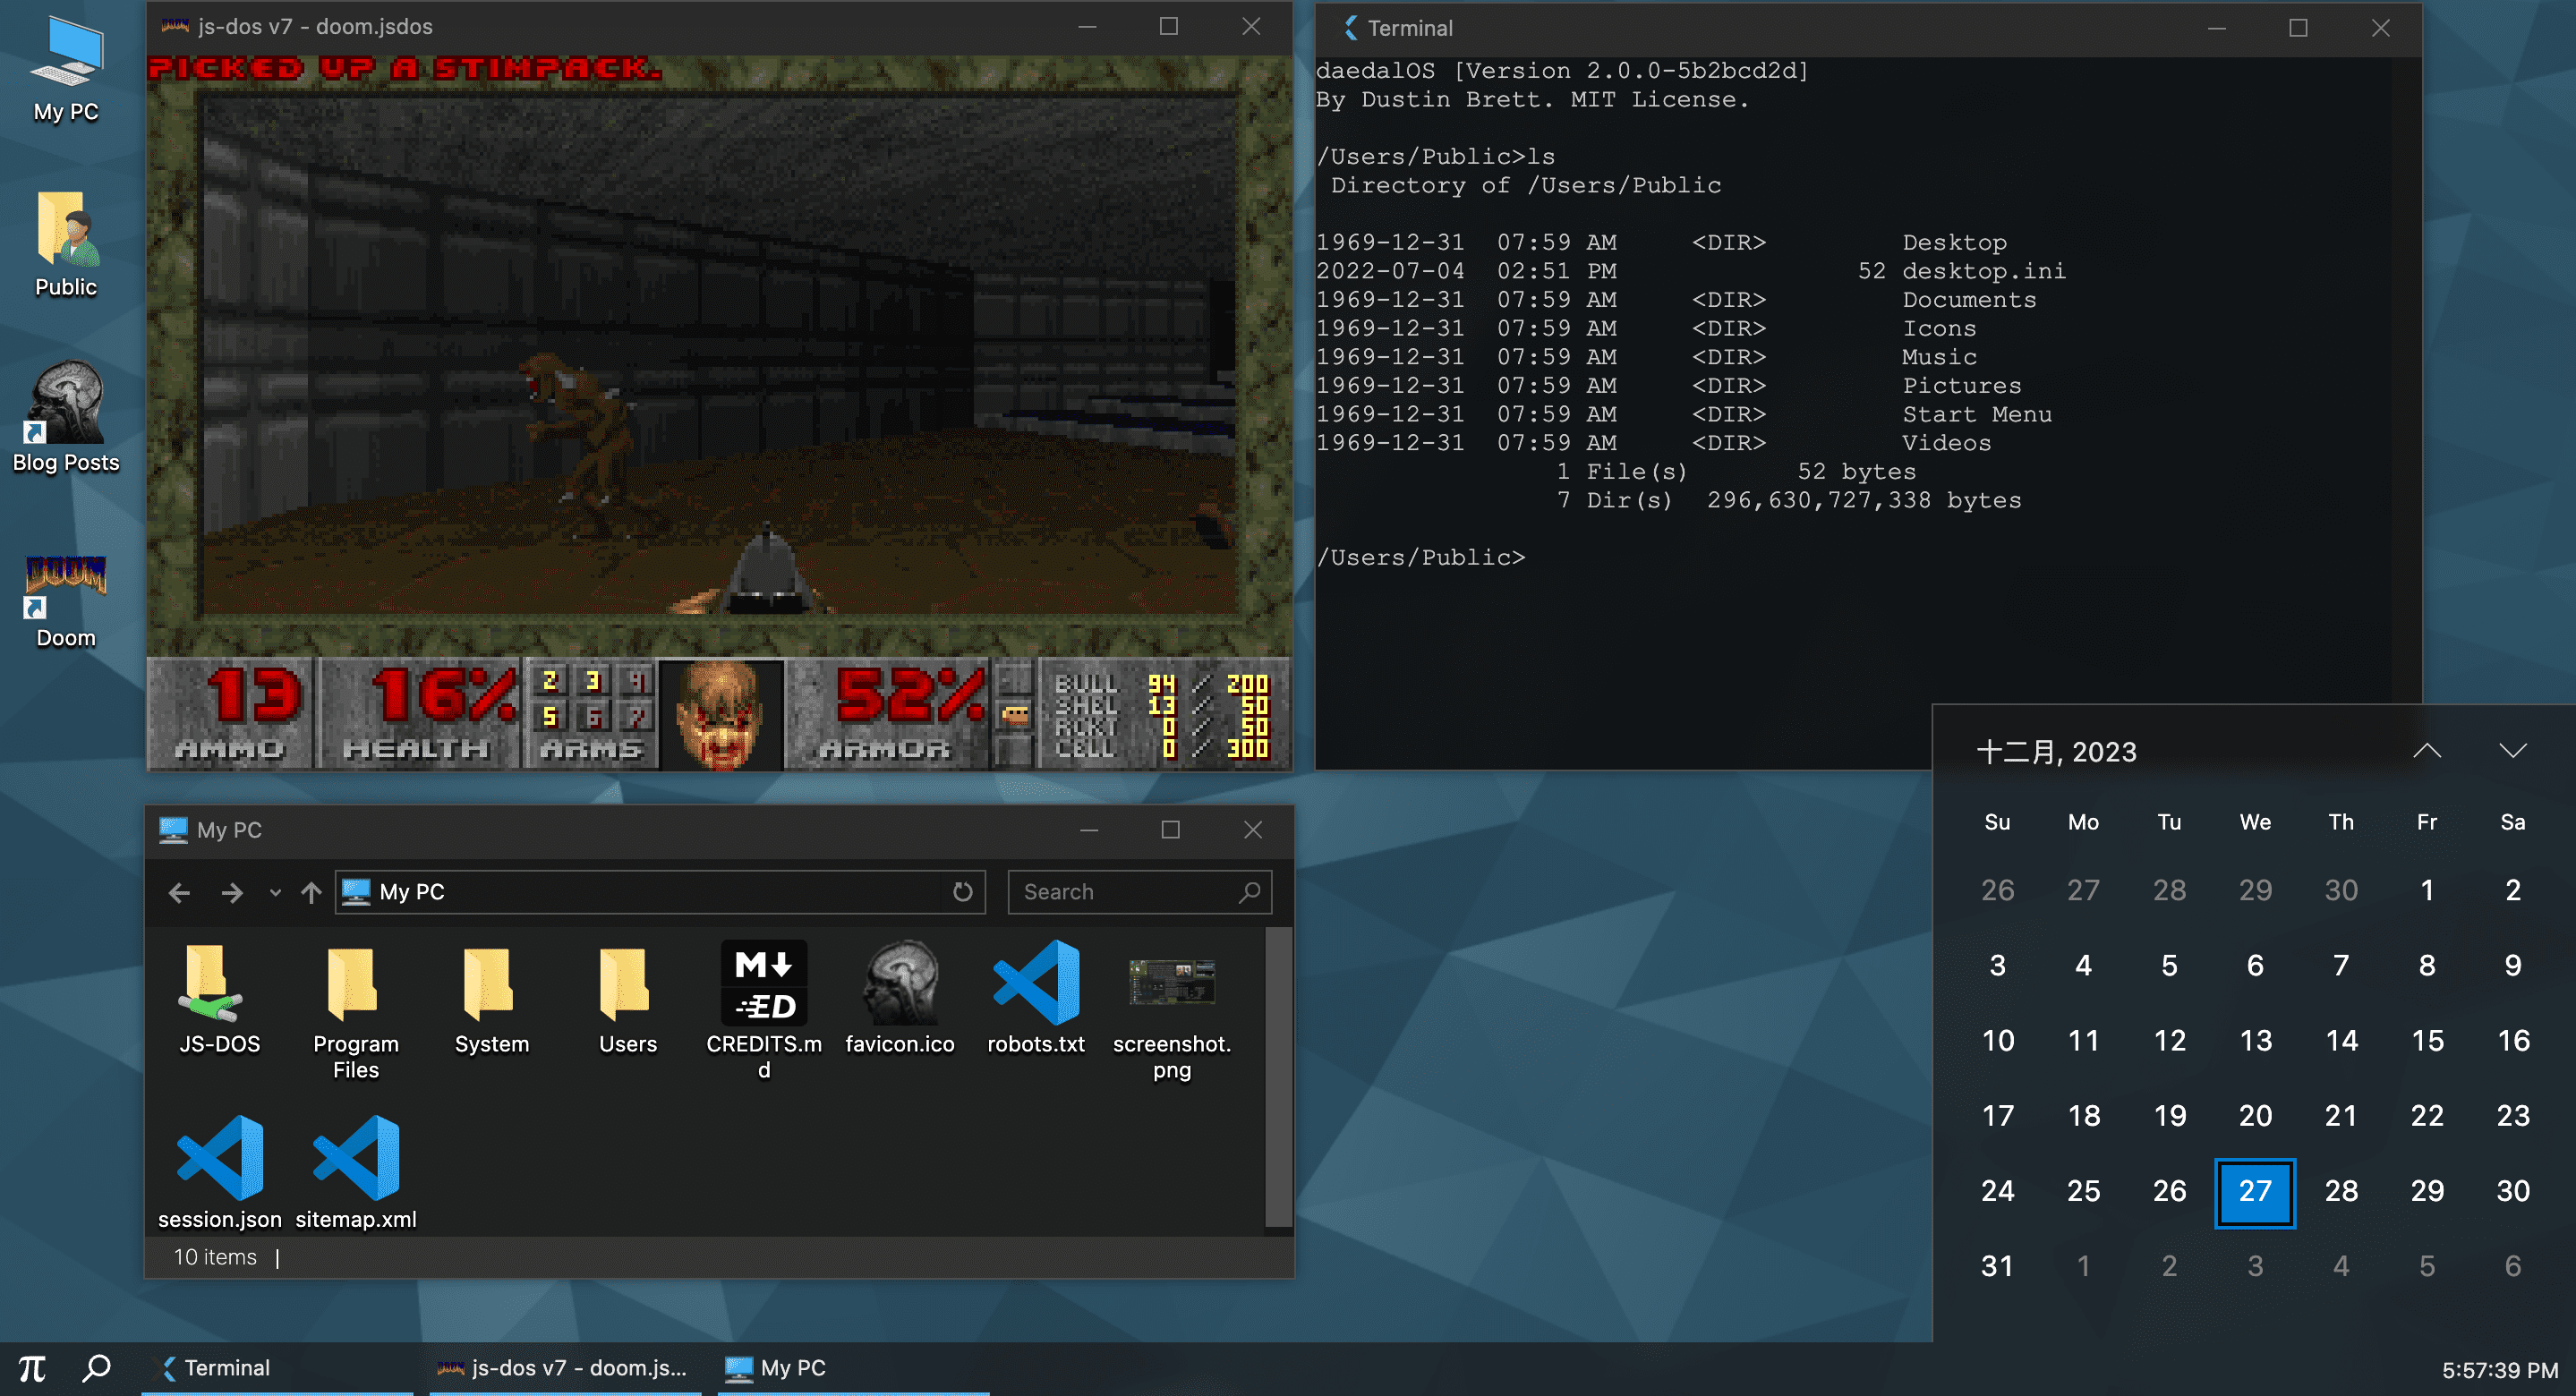 My PC
Public
Blog Posts
DOOM
Doom
js-dos v7 - doom.jsdos
PICKED UP A STIMPACK.
13 16% 2 3 4 52% BULL 94 / 200
5 6 7 SHEL 13 / 50
RCKT 0 / 50
AMMO HEALTH ARMS ARMOR CELL 0 / 300
Terminal
daedalOS [Version 2.0.0-5b2bcd2d]
By Dustin Brett. MIT License.
/Users/Public>ls
Directory of /Users/Public
1969-12-31 07:59 AM <DIR> Desktop
2022-07-04 02:51 PM 52 desktop.ini
1969-12-31 07:59 AM <DIR> Documents
1969-12-31 07:59 AM <DIR> Icons
1969-12-31 07:59 AM <DIR> Music
1969-12-31 07:59 AM <DIR> Pictures
1969-12-31 07:59 AM <DIR> Start Menu
1969-12-31 07:59 AM <DIR> Videos
1 File(s) 52 bytes
7 Dir(s) 296,630,727,338 bytes
/Users/Public>
My PC
My PC
Search
M
ED
JS-DOS
Program
Files
System
Users
CREDITS.m
d
favicon.ico
robots.txt
screenshot.
png
session.json
sitemap.xml
10 items |
十二月, 2023
Su Mo Tu We Th Fr Sa
26 27 28 29 30 1 2
3 4 5 6 7 8 9
10 11 12 13 14 15 16
17 18 19 20 21 22 23
24 25 26 27 28 29 30
31 1 2 3 4 5 6
π
Terminal
js-dos v7 - doom.js...
My PC
5:57:39 PM